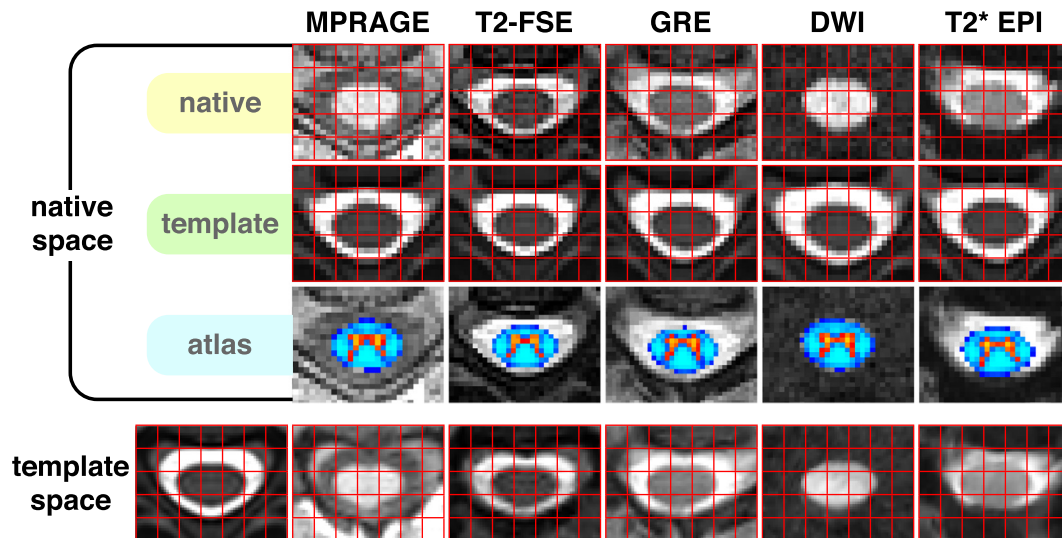 MPRAGE T2-FSE GRE DWI T2* EPI
native
native
space
template
atlas
template
space